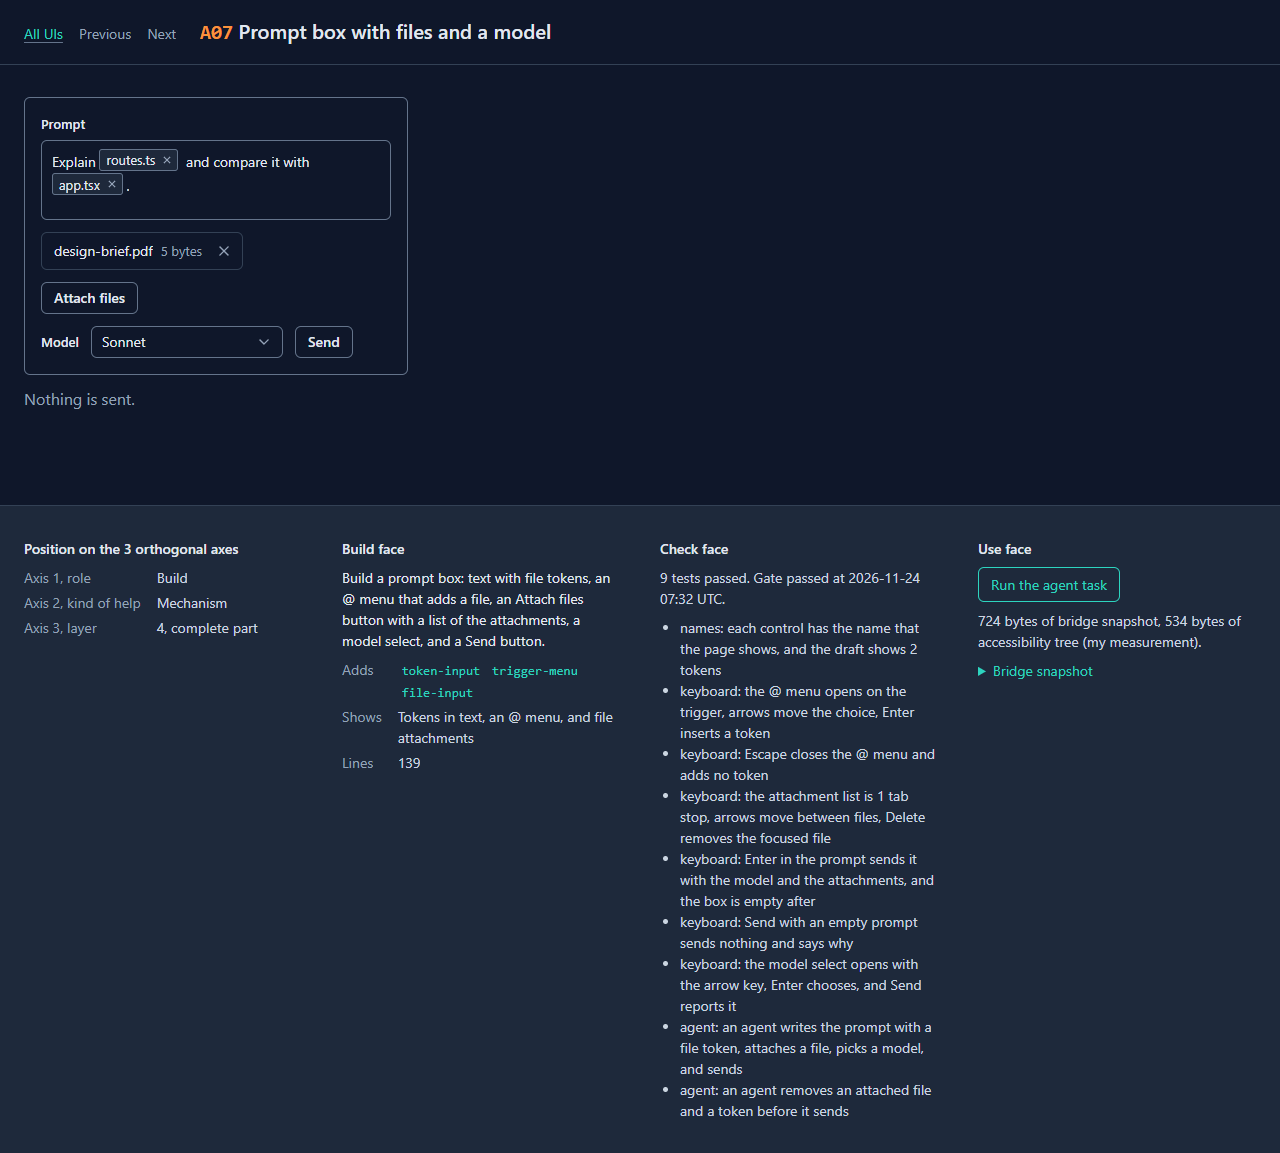 All UIs Previous Next A07 Prompt box with files and a model
Prompt
Explain routes.ts × and compare it with
app.tsx × .
design-brief.pdf 5 bytes ×
Attach files
Model Sonnet Send
Nothing is sent.
Position on the 3 orthogonal axes
Axis 1, role Build
Axis 2, kind of help Mechanism
Axis 3, layer 4, complete part
Build face
Build a prompt box: text with file tokens, an
@ menu that adds a file, an Attach files
button with a list of the attachments, a
model select, and a Send button.
Adds token-input trigger-menu
file-input
Shows Tokens in text, an @ menu, and file
attachments
Lines 139
Check face
9 tests passed. Gate passed at 2026-11-24
07:32 UTC.
• names: each control has the name that
the page shows, and the draft shows 2
tokens
• keyboard: the @ menu opens on the
trigger, arrows move the choice, Enter
inserts a token
• keyboard: Escape closes the @ menu and
adds no token
• keyboard: the attachment list is 1 tab
stop, arrows move between files, Delete
removes the focused file
• keyboard: Enter in the prompt sends it
with the model and the attachments, and
the box is empty after
• keyboard: Send with an empty prompt
sends nothing and says why
• keyboard: the model select opens with
the arrow key, Enter chooses, and Send
reports it
• agent: an agent writes the prompt with a
file token, attaches a file, picks a model,
and sends
• agent: an agent removes an attached file
and a token before it sends
Use face
Run the agent task
724 bytes of bridge snapshot, 534 bytes of
accessibility tree (my measurement).
▶ Bridge snapshot